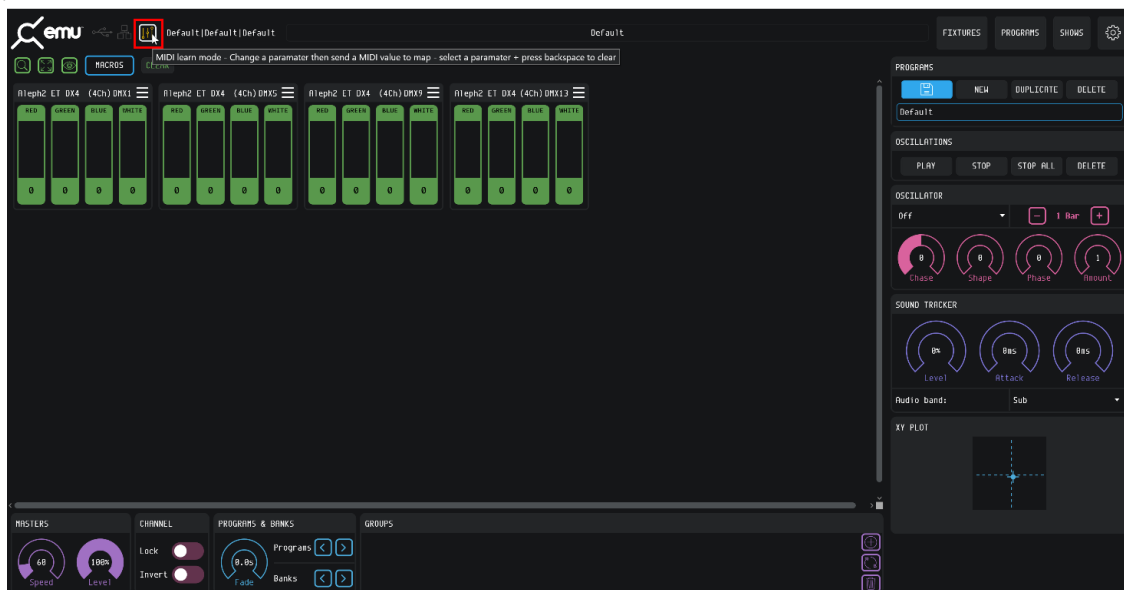 emu
Default|Default|Default
Default
FIXTURES
PROGRAMS
SHOWS
MIDI learn mode - Change a paramater then send a MIDI value to map - select a paramater + press backspace to clear
MACROS
CLEAR
Aleph2 ET DX4 (4Ch) DMX1
RED GREEN BLUE WHITE
0 0 0 0
Aleph2 ET DX4 (4Ch) DMX5
RED GREEN BLUE WHITE
0 0 0 0
Aleph2 ET DX4 (4Ch) DMX9
RED GREEN BLUE WHITE
0 0 0 0
Aleph2 ET DX4 (4Ch) DMX13
RED GREEN BLUE WHITE
0 0 0 0
PROGRAMS
NEW DUPLICATE DELETE
Default
OSCILLATIONS
PLAY STOP STOP ALL DELETE
OSCILLATOR
Off - 1 Bar +
0 0 0 1
Chase Shape Phase Amount
SOUND TRACKER
0% 0ms 0ms
Level Attack Release
Audio band: Sub
XY PLOT
MASTERS
60 100%
Speed Level
CHANNEL
Lock
Invert
PROGRAMS & BANKS
0.0s
Fade
Programs < >
Banks < >
GROUPS